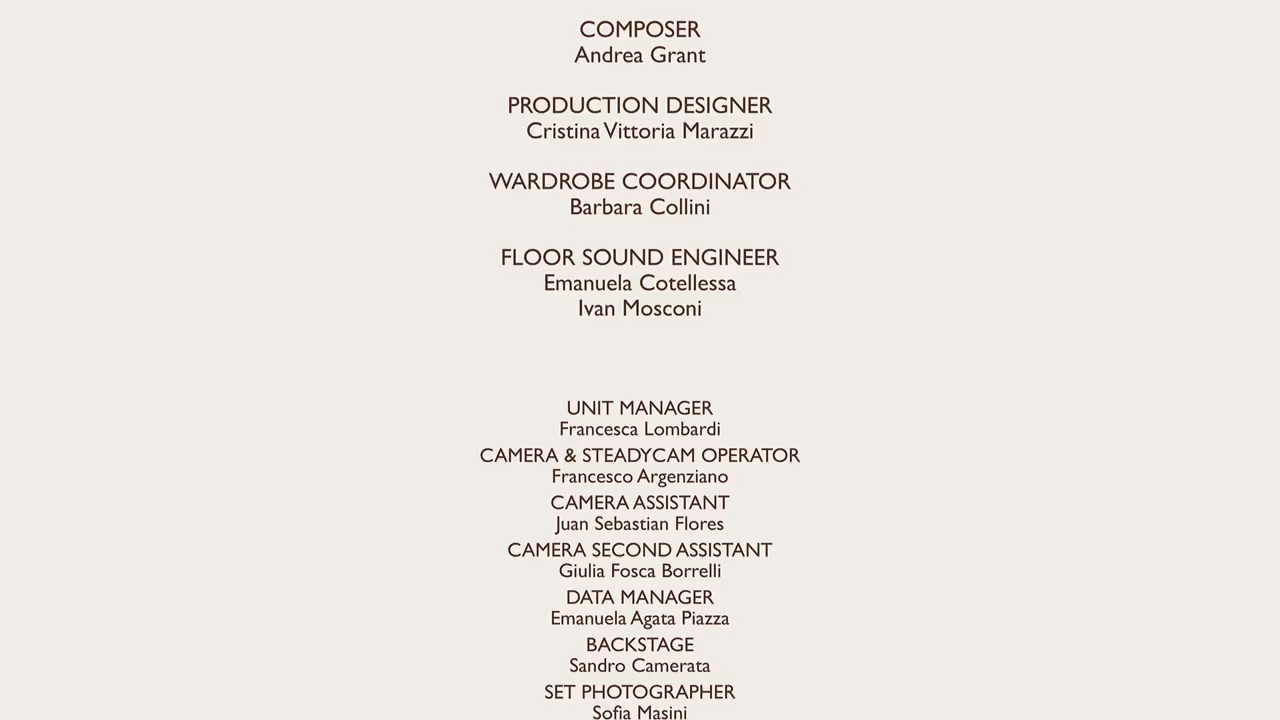 COMPOSER
Andrea Grant
PRODUCTION DESIGNER
Cristina Vittoria Marazzi
WARDROBE COORDINATOR
Barbara Collini
FLOOR SOUND ENGINEER
Emanuela Cotellessa
Ivan Mosconi
UNIT MANAGER
Francesca Lombardi
CAMERA & STEADYCAM OPERATOR
Francesco Argenziano
CAMERA ASSISTANT
Juan Sebastian Flores
CAMERA SECOND ASSISTANT
Giulia Fosca Borrelli
DATA MANAGER
Emanuela Agata Piazza
BACKSTAGE
Sandro Camerata
SET PHOTOGRAPHER
Sofia Masini